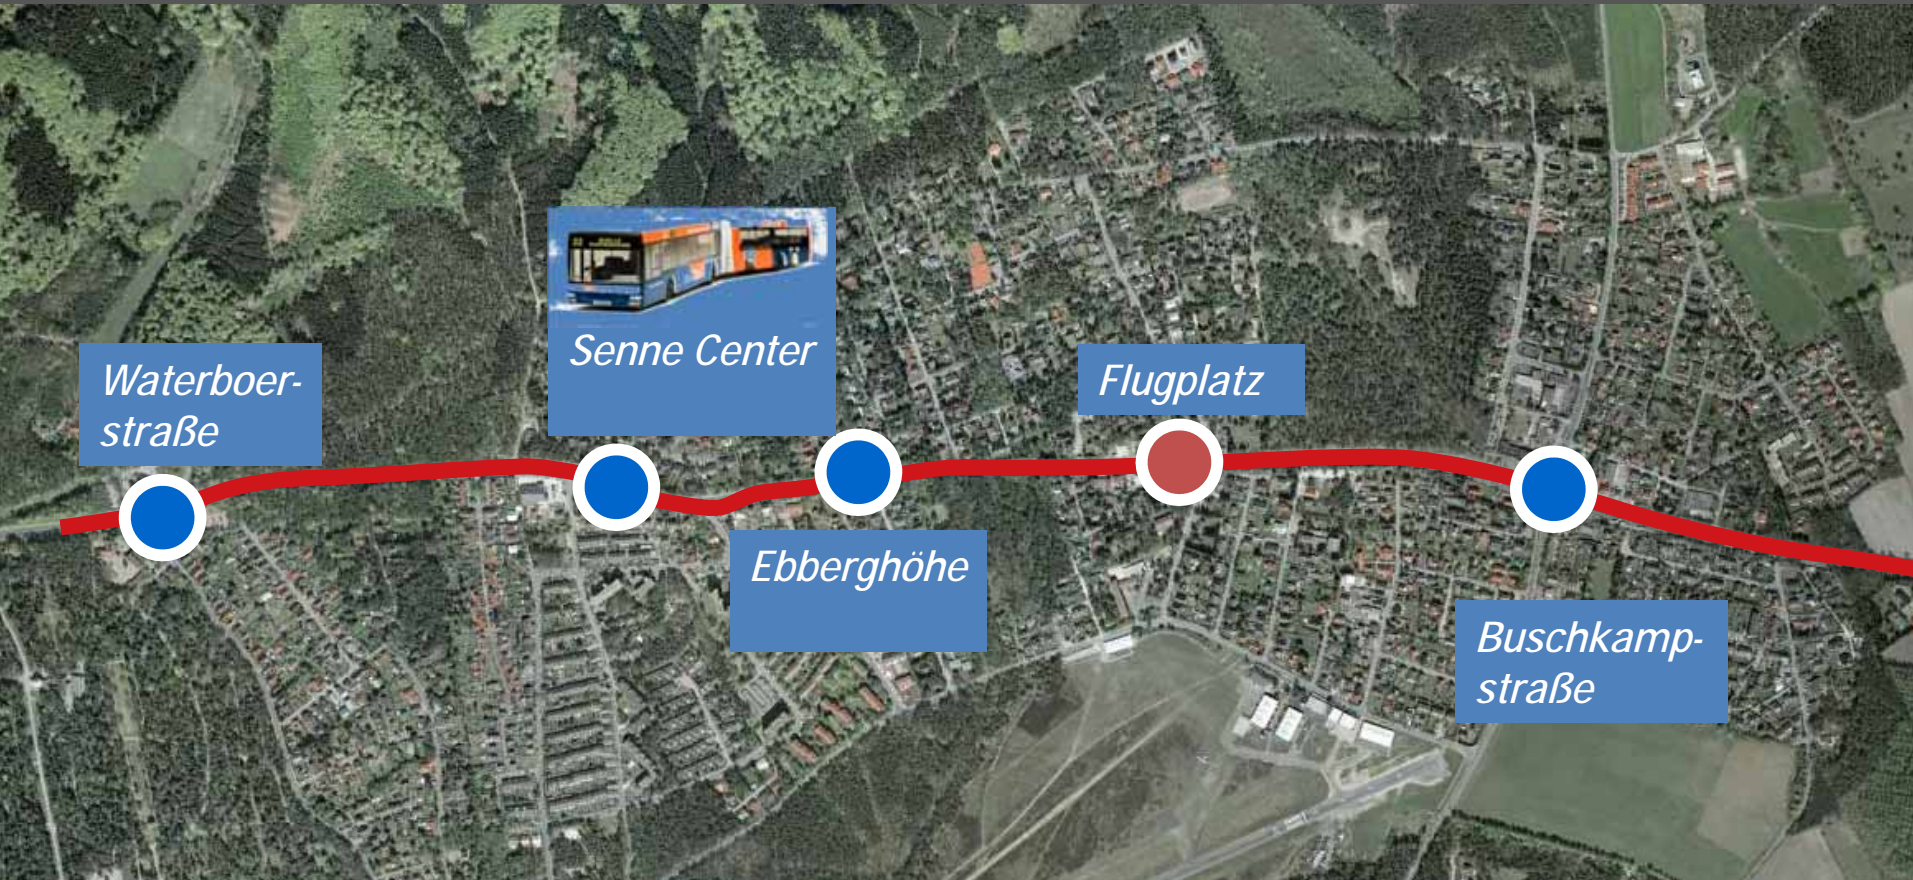 Senne Center
Waterboer-
straße
Flugplatz
Ebberghöhe
Buschkamp-
straße